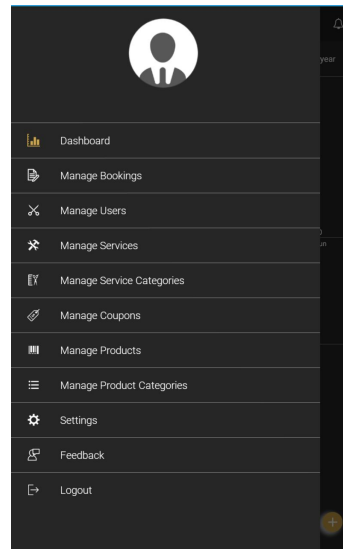 year
Dashboard
Manage Bookings
Manage Users
Manage Services
Manage Service Categories
Manage Coupons
Manage Products
Manage Product Categories
Settings
Feedback
Logout